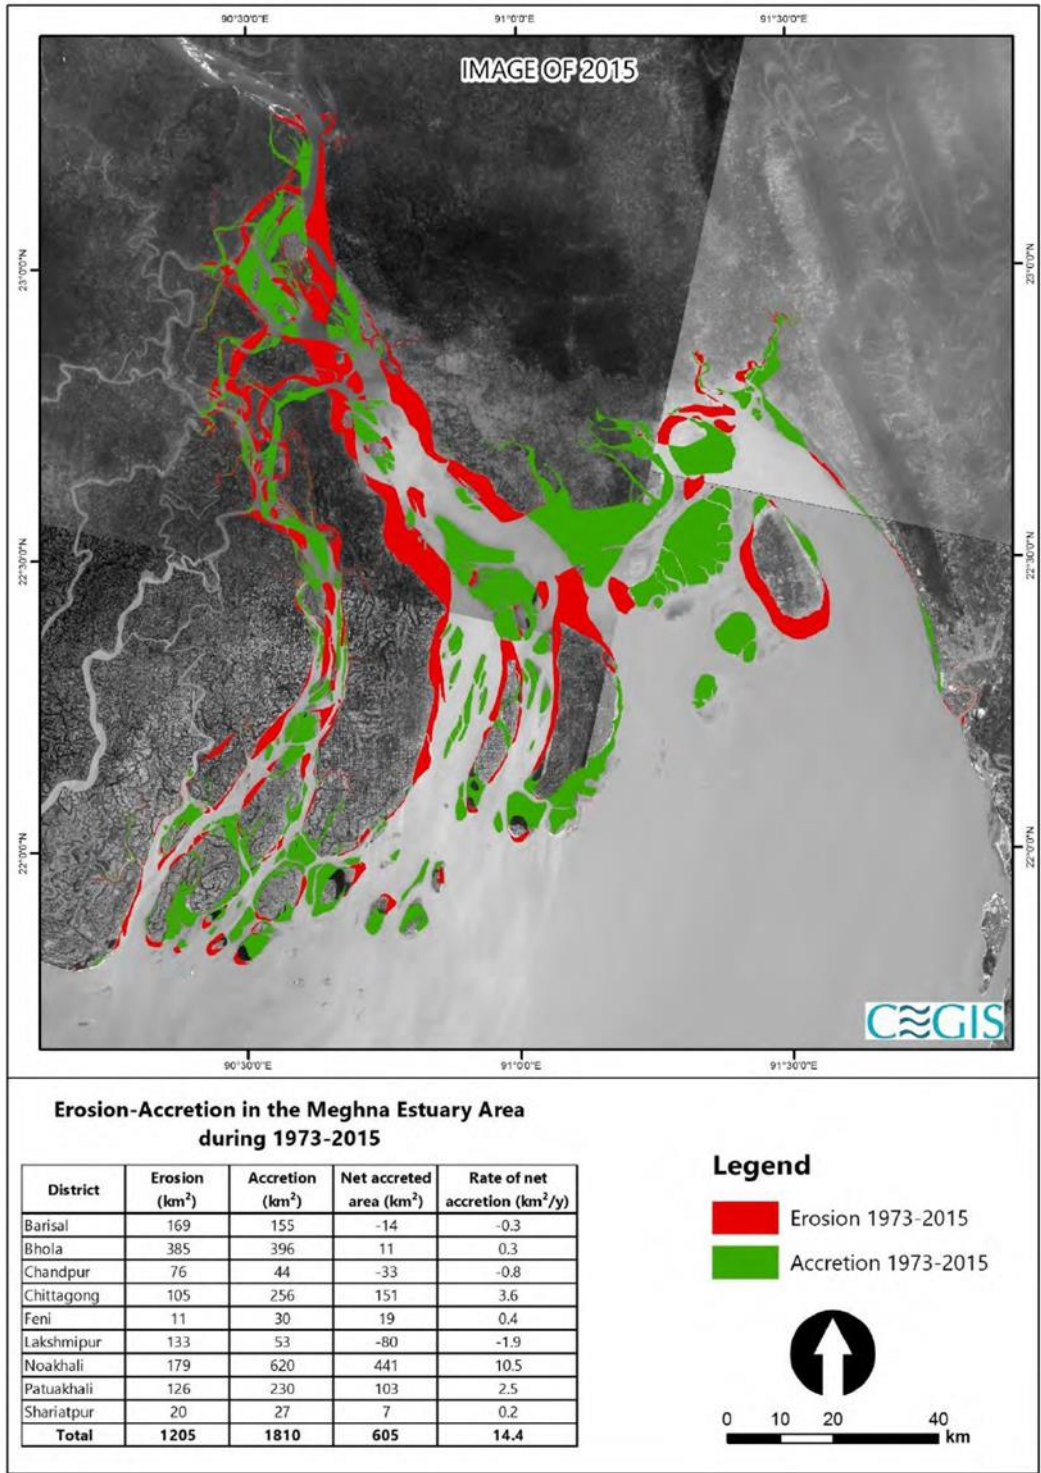 90°30'0"E 91°0'0"E 91°30'0"E
IMAGE OF 2015
23°0'0"N 23°0'0"N
22°30'0"N 22°30'0"N
22°0'0"N 22°0'0"N
CEGIS
90°30'0"E 91°0'0"E 91°30'0"E
Erosion-Accretion in the Meghna Estuary Area
during 1973-2015
District Erosion (km²) Accretion (km²) Net accreted area (km²) Rate of net accretion (km²/y)
Barisal 169 155 -14 -0.3
Bhola 385 396 11 0.3
Chandpur 76 44 -33 -0.8
Chittagong 105 256 151 3.6
Feni 11 30 19 0.4
Lakshmipur 133 53 -80 -1.9
Noakhali 179 620 441 10.5
Patuakhali 126 230 103 2.5
Shariatpur 20 27 7 0.2
Total 1205 1810 605 14.4
Legend
Erosion 1973-2015
Accretion 1973-2015
0 10 20 40
km